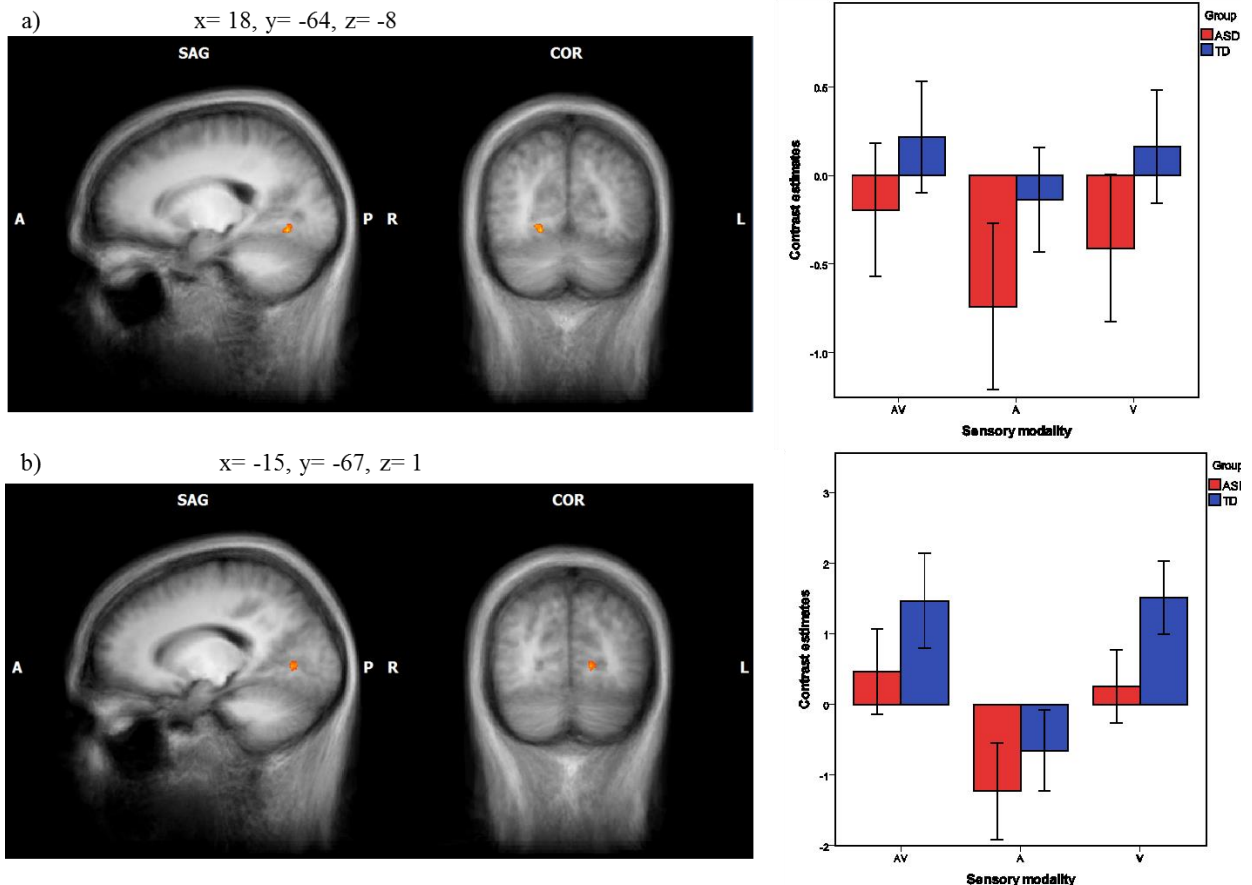 a) x= 18, y= -64, z= -8
SAG COR
A P R L
Group
ASD
TD
Contrast estimates
0.5
0.0
-0.5
-1.0
AV A V
Sensory modality
b) x= -15, y= -67, z= 1
SAG COR
A P R L
Group
ASI
TD
Contrast estimates
3
2
1
0
-1
-2
AV A V
Sensory modality